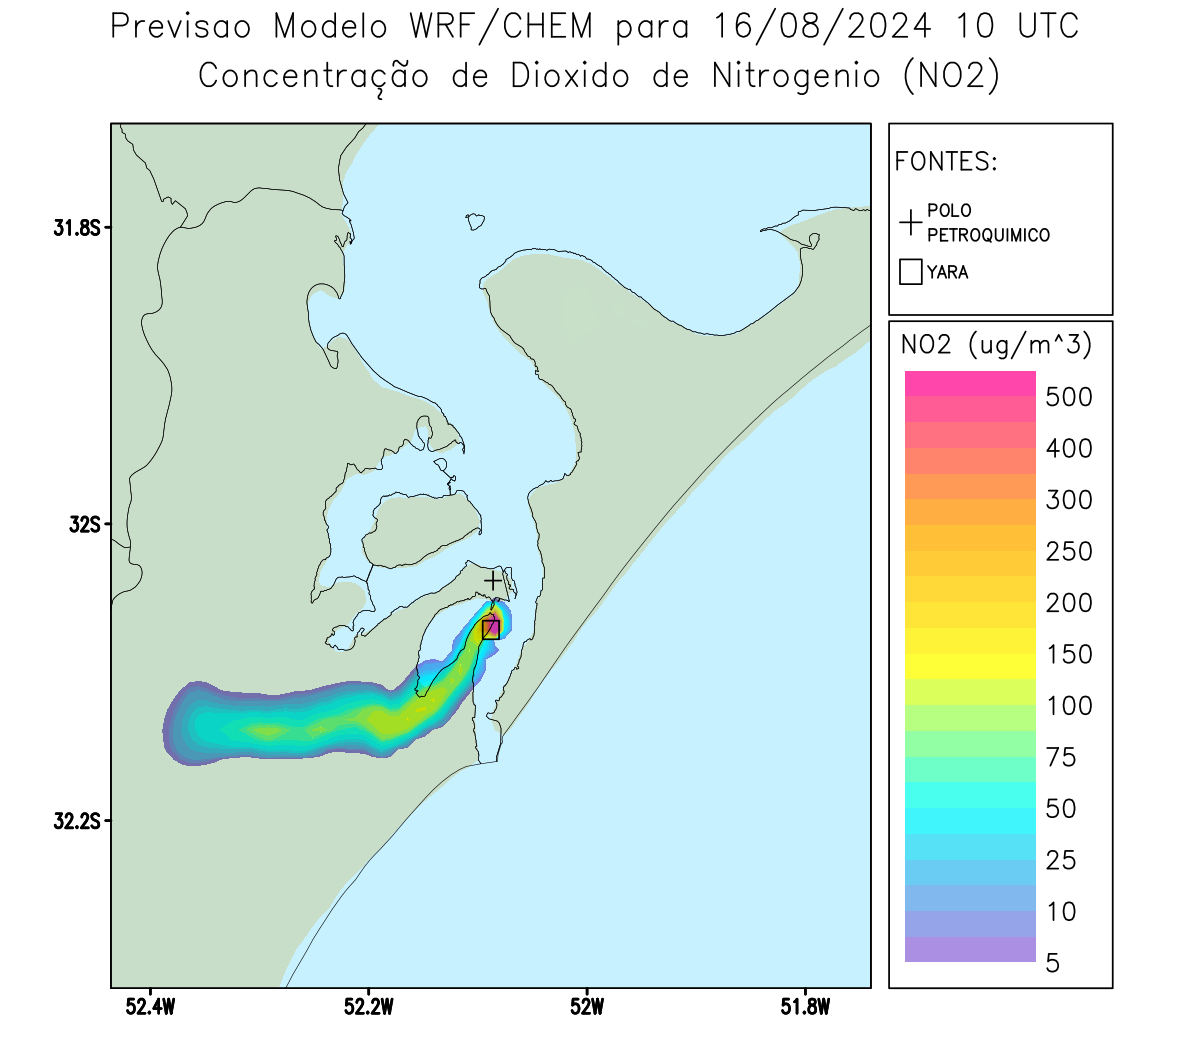 Previsao Modelo WRF/CHEM para 16/08/2024 10 UTC
Concentração de Dioxido de Nitrogenio (NO2)
FONTES:
POLO
PETROQUIMICO
YARA
31.8S
32S
32.2S
52.4W
52.2W
52W
51.8W
NO2 (ug/m^3)
500
400
300
250
200
150
100
75
50
25
10
5